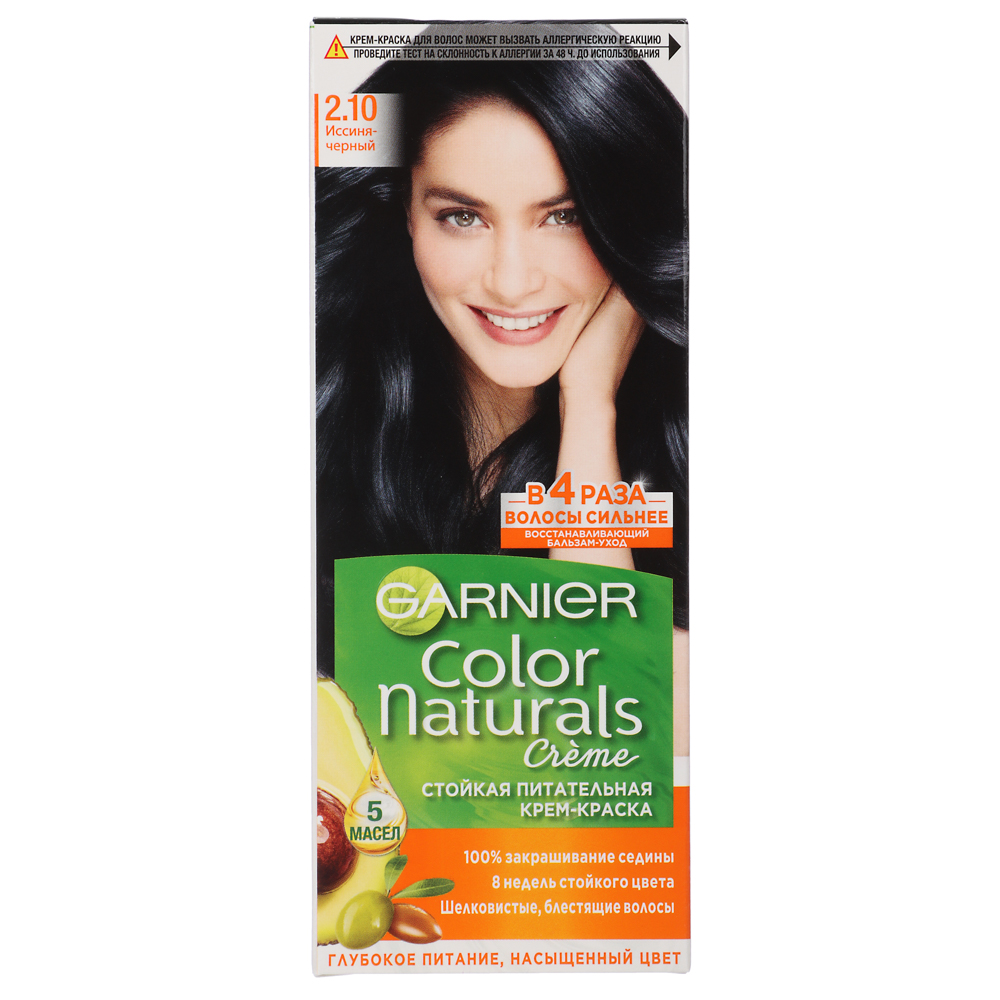 КРЕМ-КРАСКА ДЛЯ ВОЛОС МОЖЕТ ВЫЗВАТЬ АЛЛЕРГИЧЕСКУЮ РЕАКЦИЮ
ПРОВЕДИТЕ ТЕСТ НА СКЛОННОСТЬ К АЛЛЕРГИИ ЗА 48 Ч. ДО ИСПОЛЬЗОВАНИЯ
2.10
Иссиня-
черный
В 4 РАЗА
ВОЛОСЫ СИЛЬНЕЕ
ВОССТАНАВЛИВАЮЩИЙ
БАЛЬЗАМ-УХОД
GARNIER
Color
Naturals
Crème
СТОЙКАЯ ПИТАТЕЛЬНАЯ
КРЕМ-КРАСКА
5
МАСЕЛ
100% закрашивание седины
8 недель стойкого цвета
Шелковистые, блестящие волосы
ГЛУБОКОЕ ПИТАНИЕ, НАСЫЩЕННЫЙ ЦВЕТ